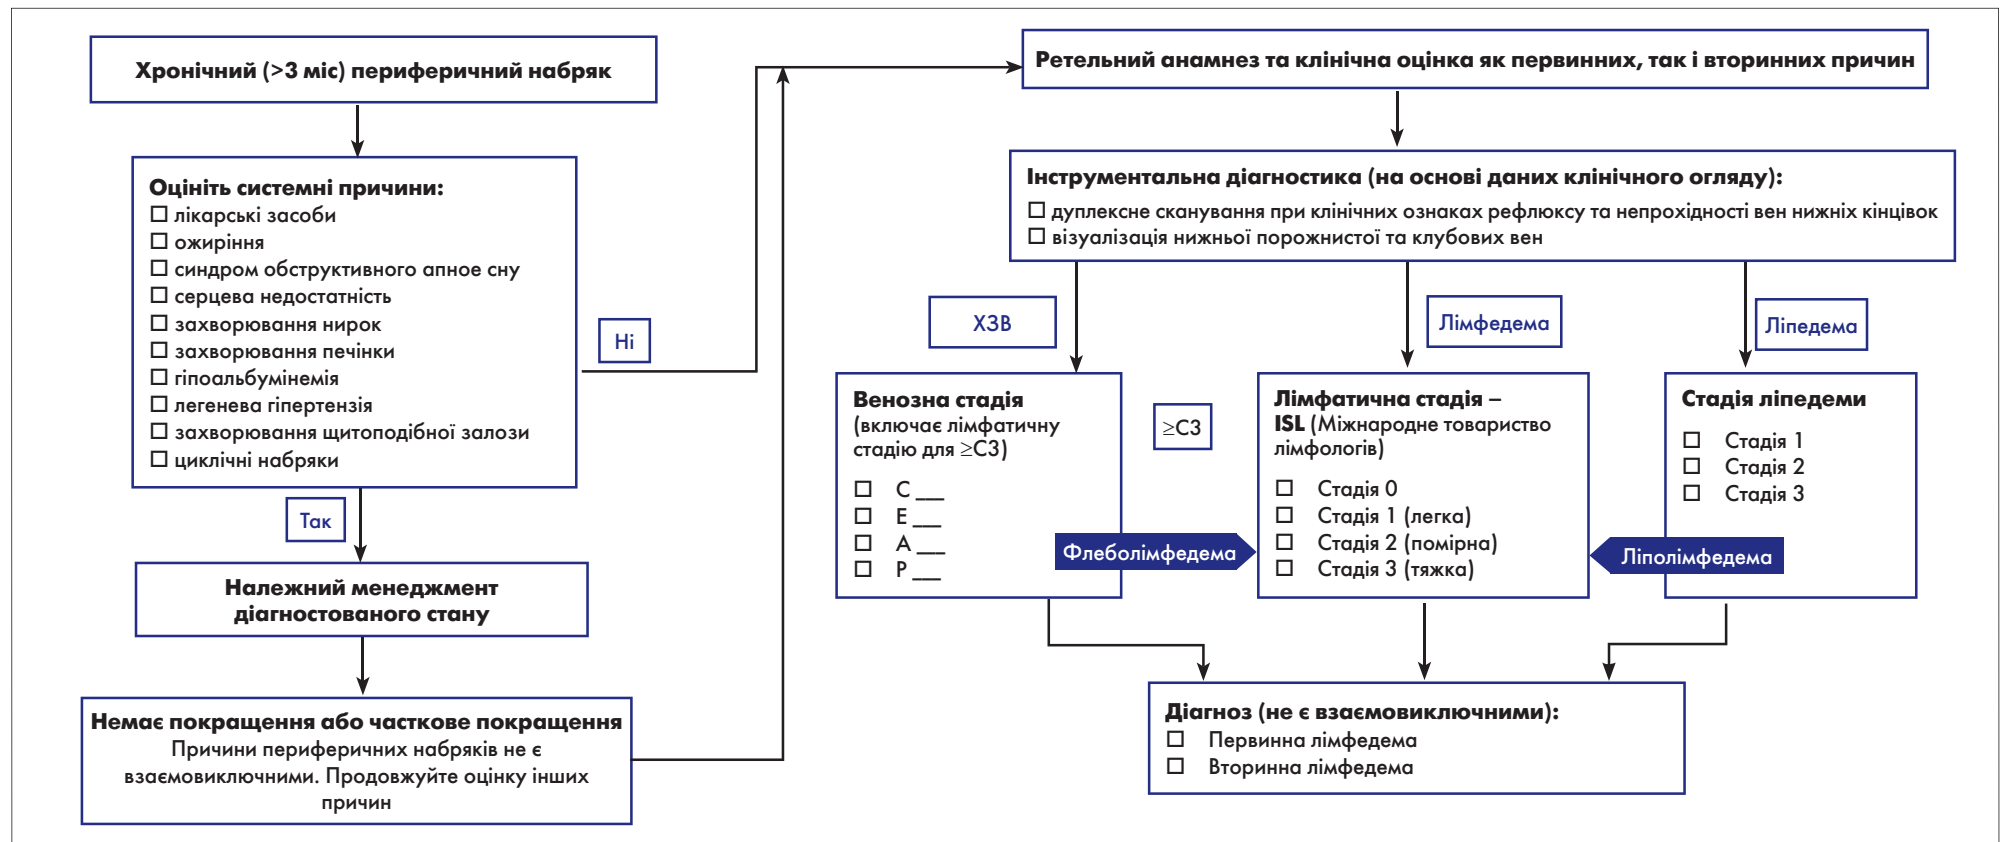 Хронічний (>3 міс) периферичний набряк
Оцініть системні причини:
☐ лікарські засоби
☐ ожиріння
☐ синдром обструктивного апное сну
☐ серцева недостатність
☐ захворювання нирок
☐ захворювання печінки
☐ гіпоальбумінемія
☐ легенева гіпертензія
☐ захворювання щитоподібної залози
☐ циклічні набряки
Ні
Так
Належний менеджмент
діагностованого стану
Немає покращення або часткове покращення
Причини периферичних набряків не є
взаємовиключними. Продовжуйте оцінку інших
причин
Ретельний анамнез та клінічна оцінка як первинних, так і вторинних причин
Інструментальна діагностика (на основі даних клінічного огляду):
☐ дуплексне сканування при клінічних ознаках рефлюксу та непрохідності вен нижніх кінцівок
☐ візуалізація нижньої порожнистої та клубових вен
ХЗВ
Лімфедема
Ліпедема
Венозна стадія
(включає лімфатичну
стадію для ≥С3)
☐ C ___
☐ E ___
☐ A ___
☐ P ___
≥С3
Флеболімфедема
Лімфатична стадія –
ISL (Міжнародне товариство
лімфологів)
☐ Стадія 0
☐ Стадія 1 (легка)
☐ Стадія 2 (помірна)
☐ Стадія 3 (тяжка)
Стадія ліпедеми
☐ Стадія 1
☐ Стадія 2
☐ Стадія 3
Ліполімфедема
Діагноз (не є взаємовиключними):
☐ Первинна лімфедема
☐ Вторинна лімфедема